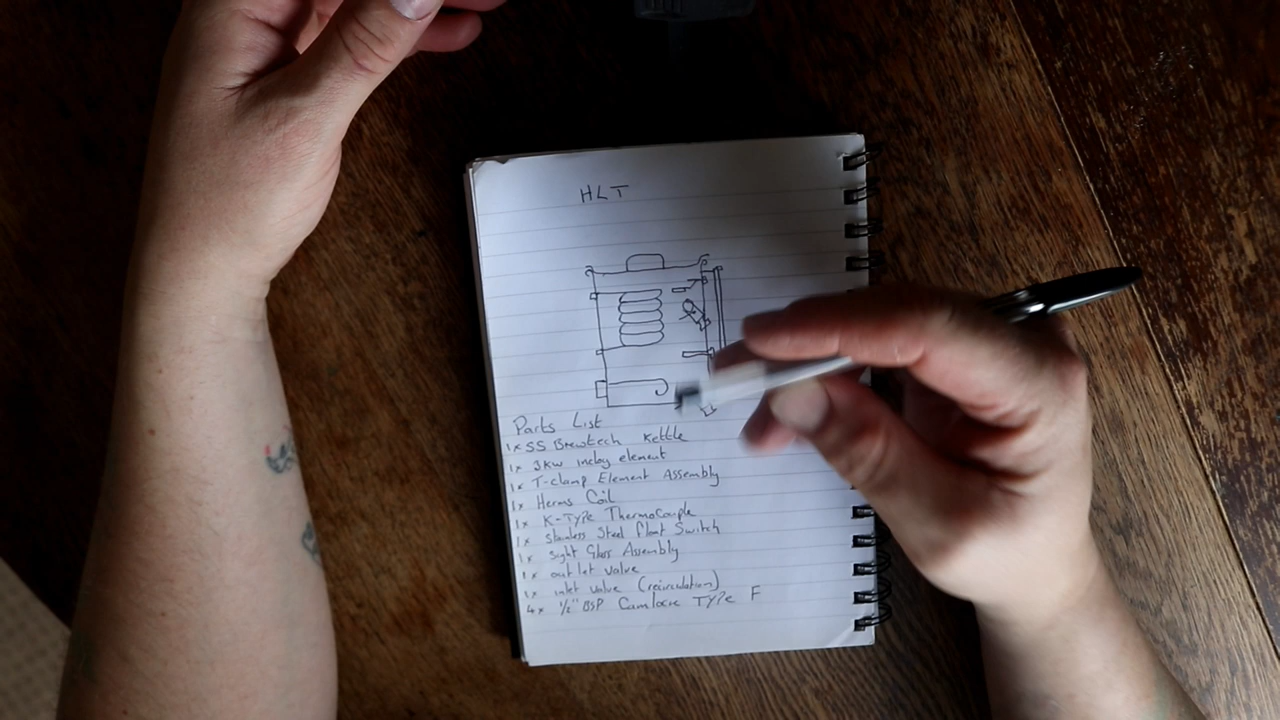 HLT
Parts List
1x SS Brewtech Kettle
1x 3kw incloy element
1x T-clamp Element Assembly
1x Herms Coil
1x K-Type Thermocouple
1x Stainless Steel float Switch
1x Sight Glass Assembly
1x outlet valve
1x inlet valve (recirculation)
4x 1/2" BSP Camlock TYPE F